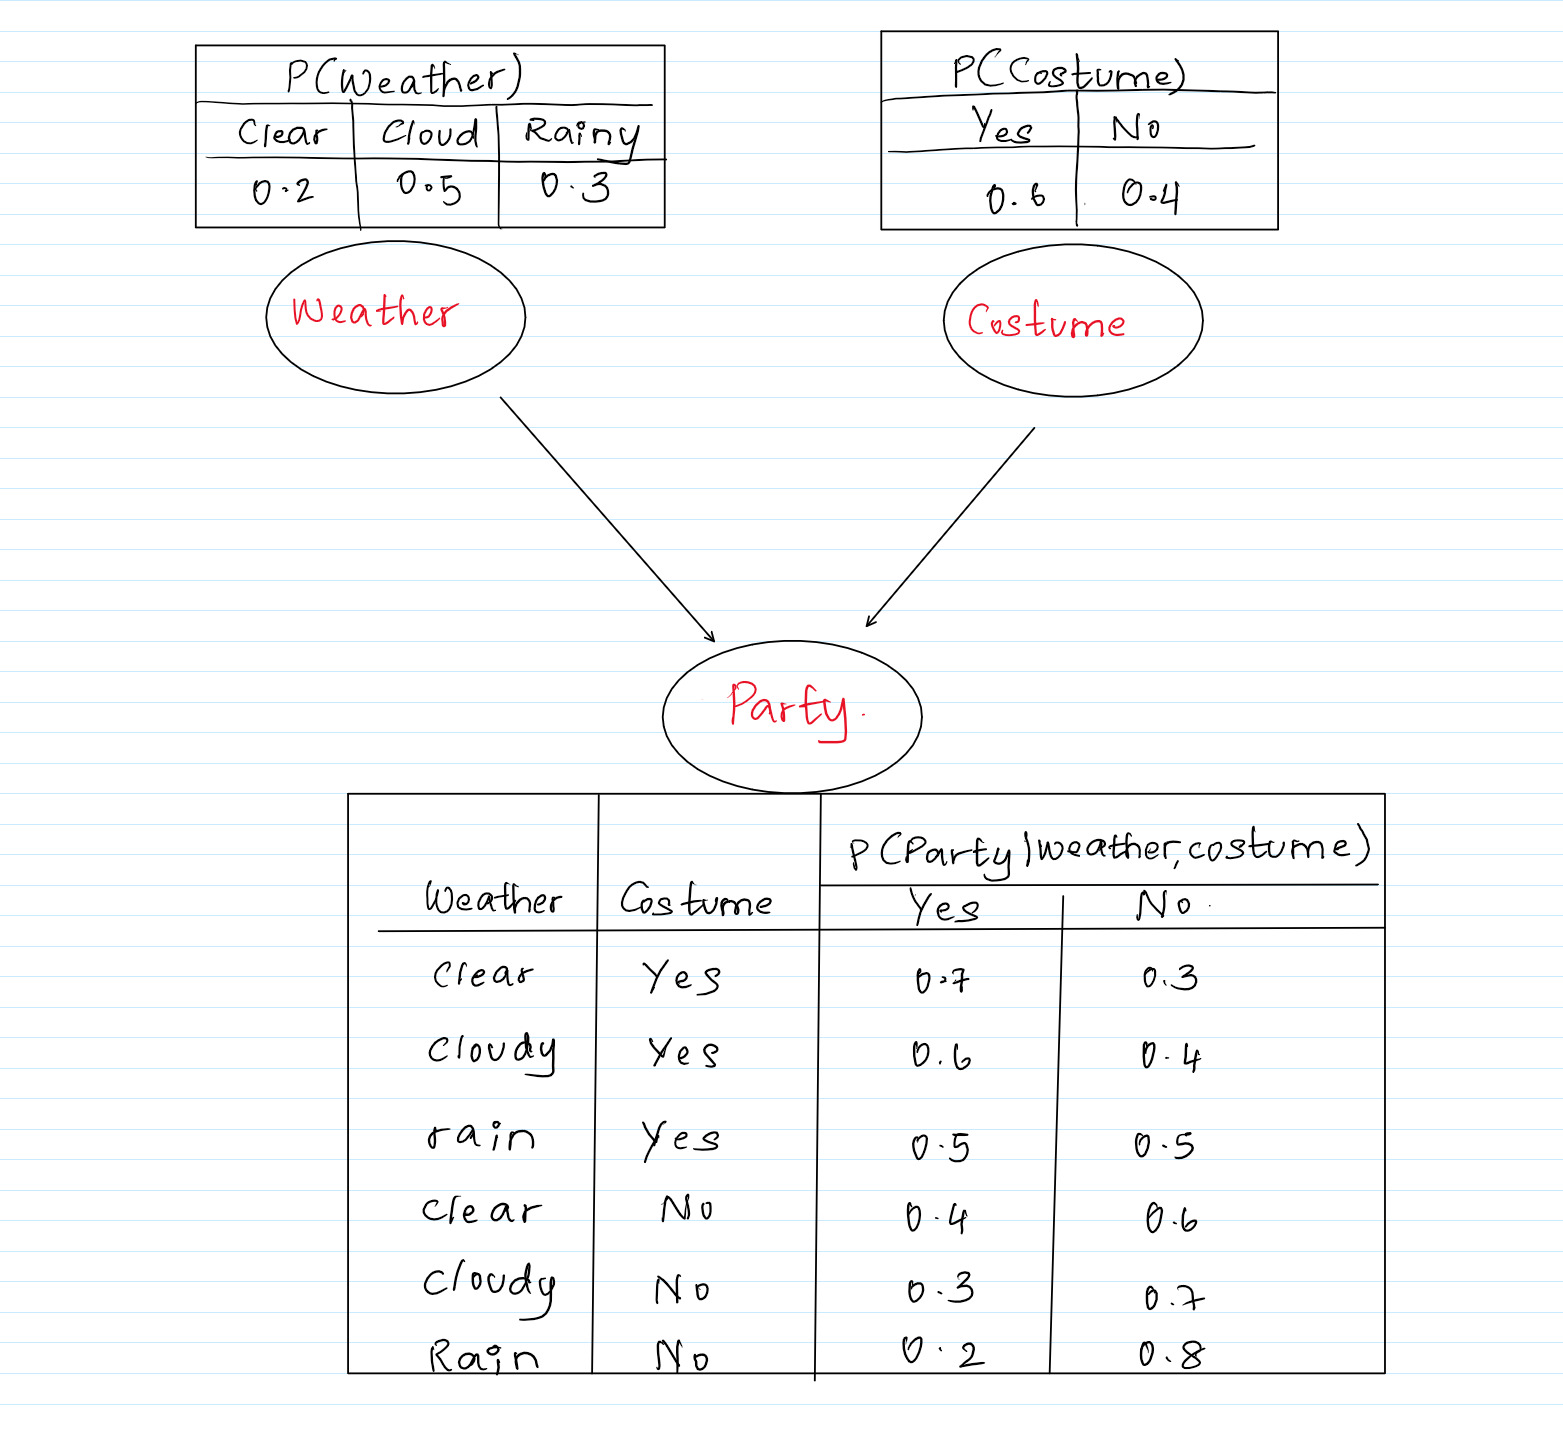 P(Weather)
Clear Cloud Rainy
0.2 0.5 0.3
P(Costume)
Yes No
0.6 0.4
Weather
Costume
Party.
P(Party|weather,costume)
Weather Costume Yes No
Clear Yes 0.7 0.3
Cloudy Yes 0.6 0.4
rain Yes 0.5 0.5
Clear No 0.4 0.6
Cloudy No 0.3 0.7
Rain No 0.2 0.8